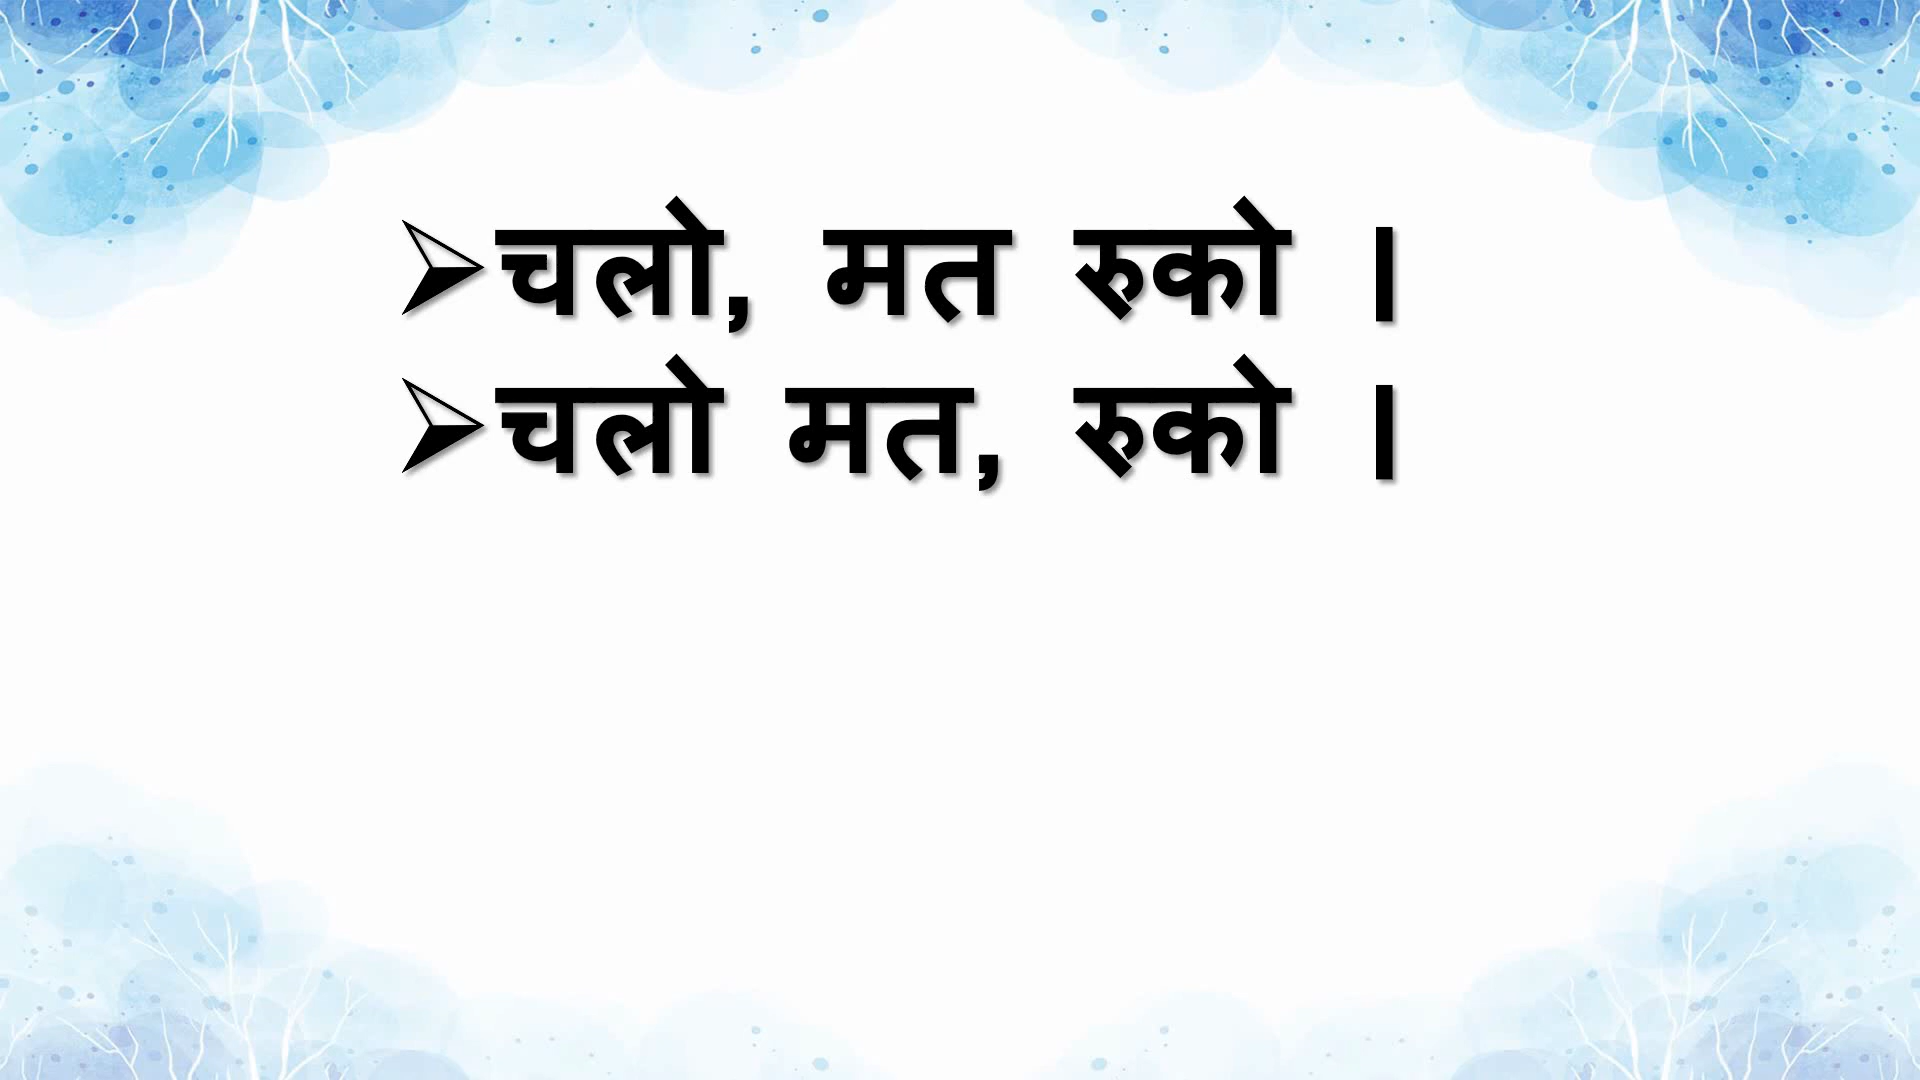 ➢चलो, मत रुको ।
➢चलो मत, रुको ।